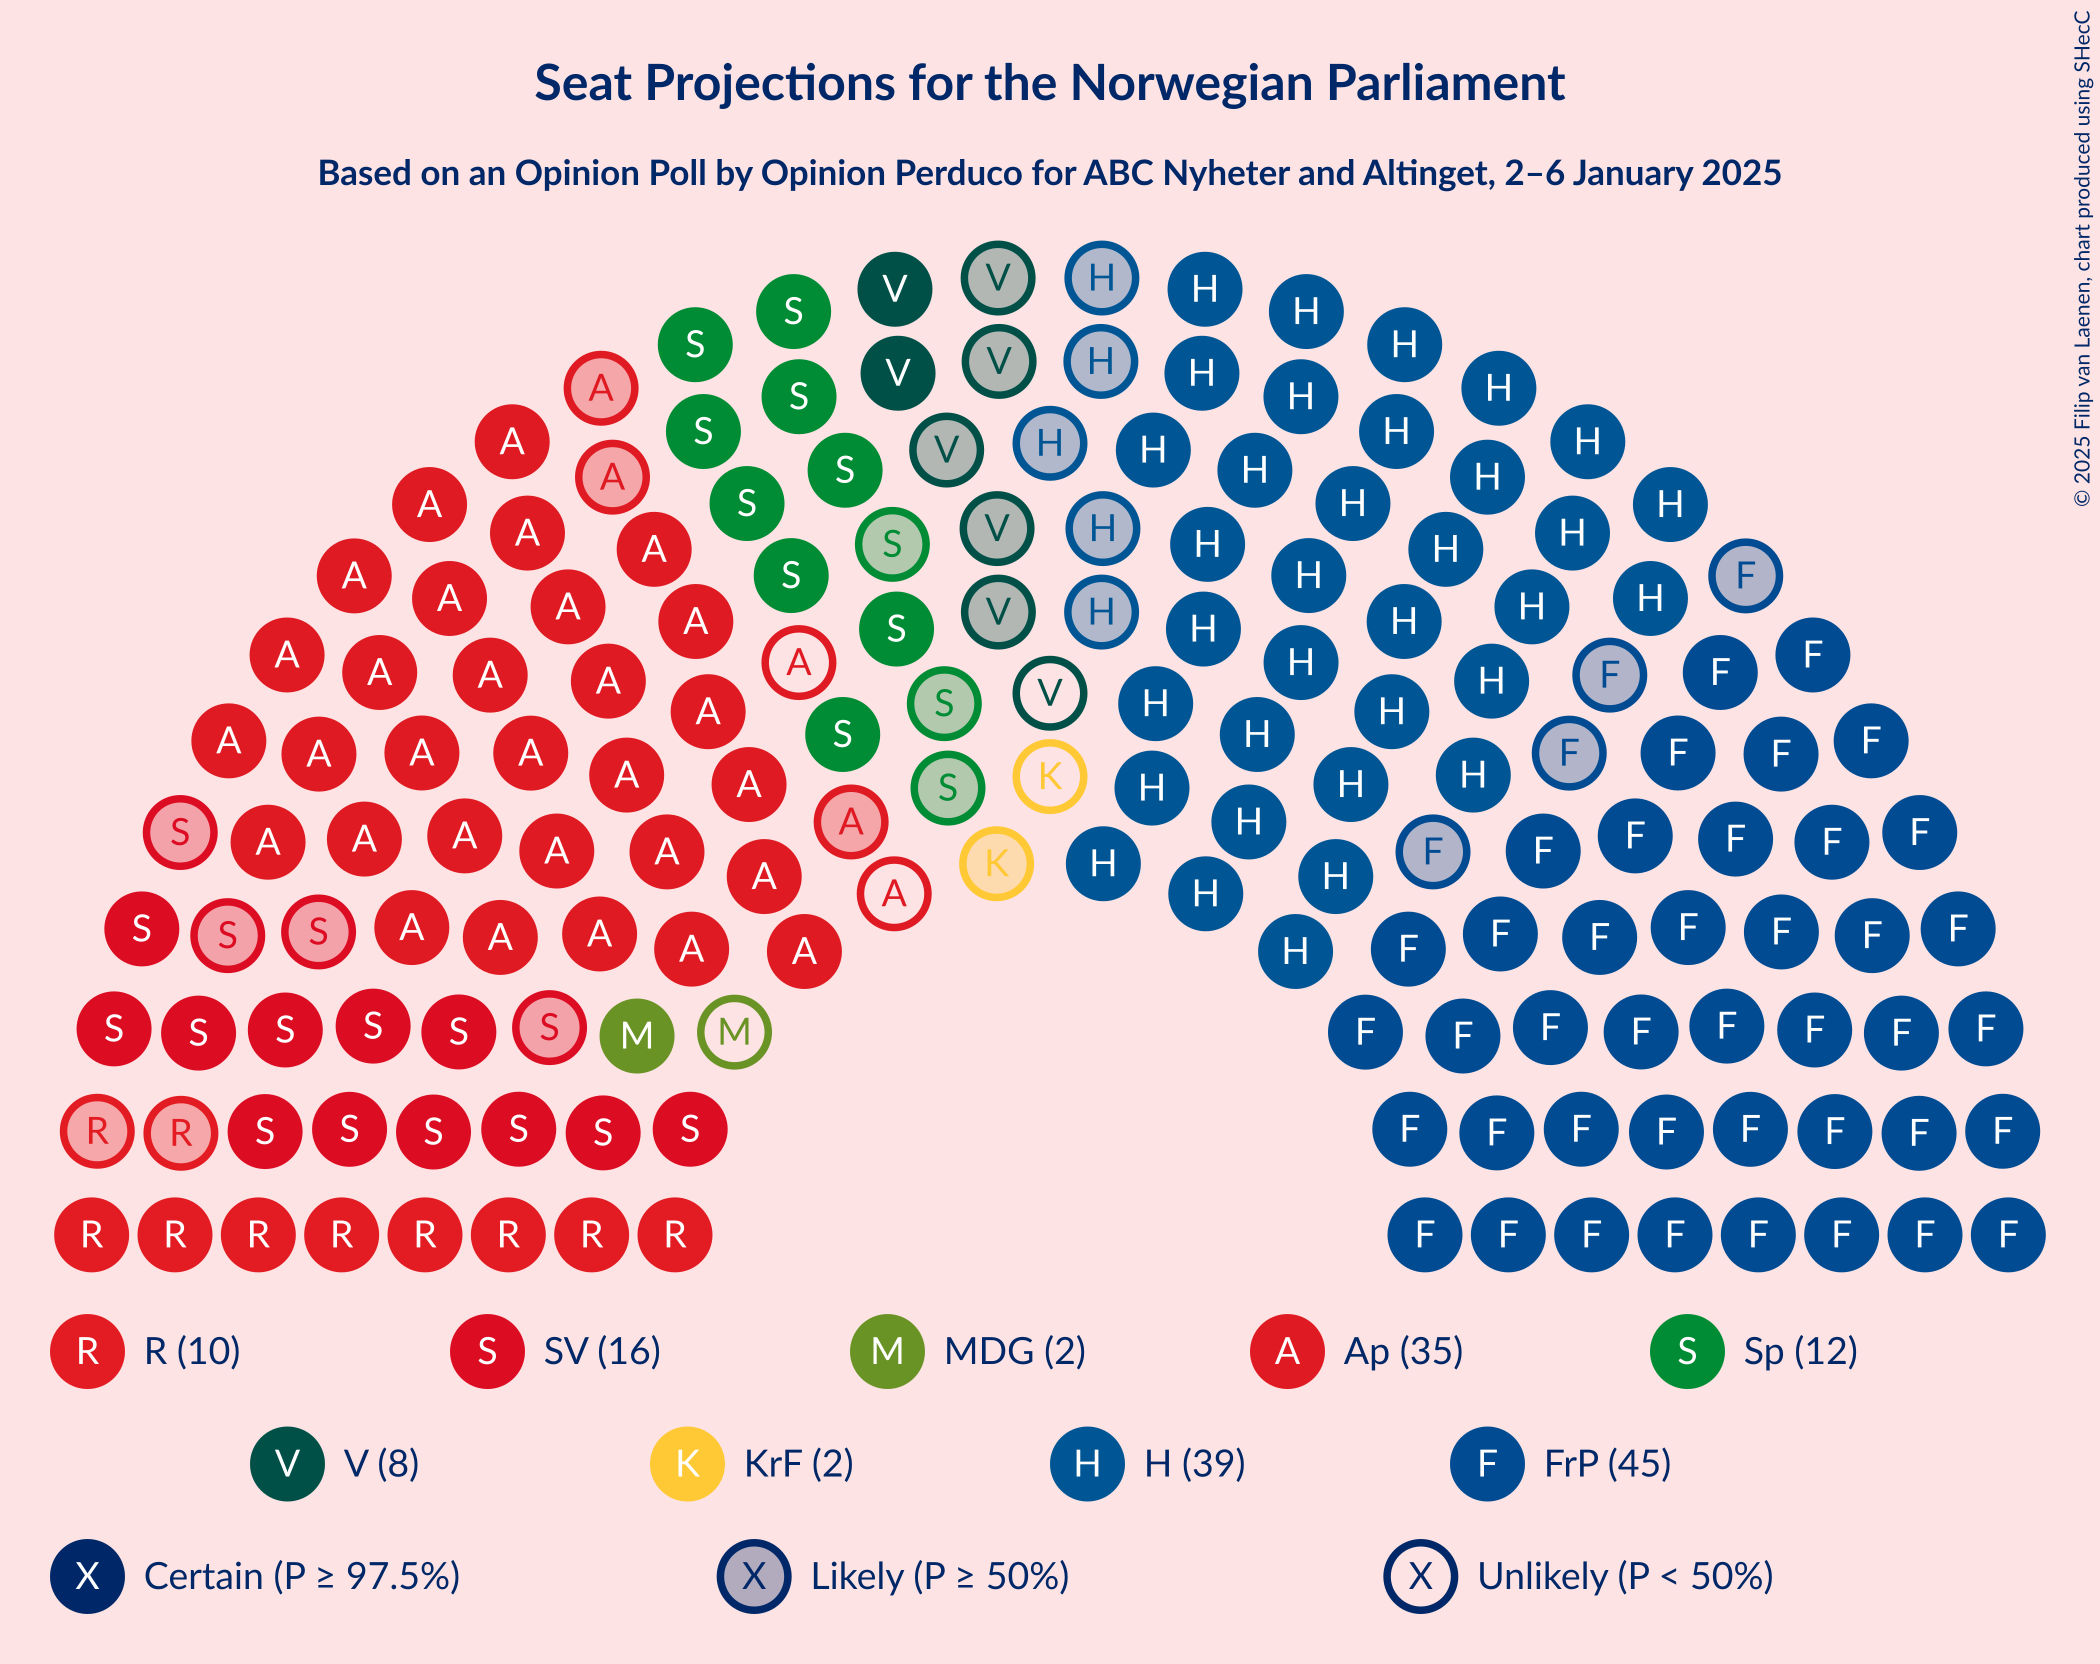 Seat Projections for the Norwegian Parliament
Based on an Opinion Poll by Opinion Perduco for ABC Nyheter and Altinget, 2–6 January 2025
© 2025 Filip van Laenen, chart produced using SHecC
V V H H
S S H H
V V H H
A S S H H
S H
A A S V H H H H
A S S H H
A A S V H H H
A A S H H H F
A A A S V H H H H
A A A A H H H F F
A A A S V H H F
A A A A S H H F F F
A A A A A K H H H F F
S A A A A H F F
A A A A K H H F F F
A A H H
S S S A A A A A H F F F F F F F
S S S S S S M M F F F F F F F F
R R S S S S S S F F F F F F F F
R R R R R R R R F F F F F F F F
R R (10) S SV (16) M MDG (2) A Ap (35) S Sp (12)
V V (8) K KrF (2) H H (39) F FrP (45)
X Certain (P ≥ 97.5%) X Likely (P ≥ 50%) X Unlikely (P < 50%)